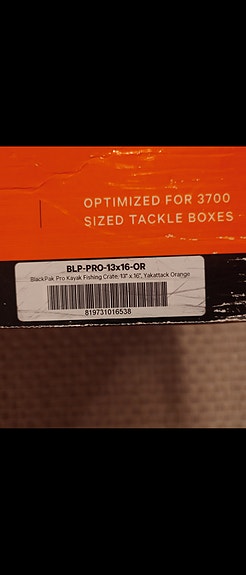 OPTIMIZED FOR 3700
SIZED TACKLE BOXES
BLP-PRO-13x16-OR
BlackPak Pro Kayak Fishing Crate, 13" x 16", Yakattack Orange
819731016538